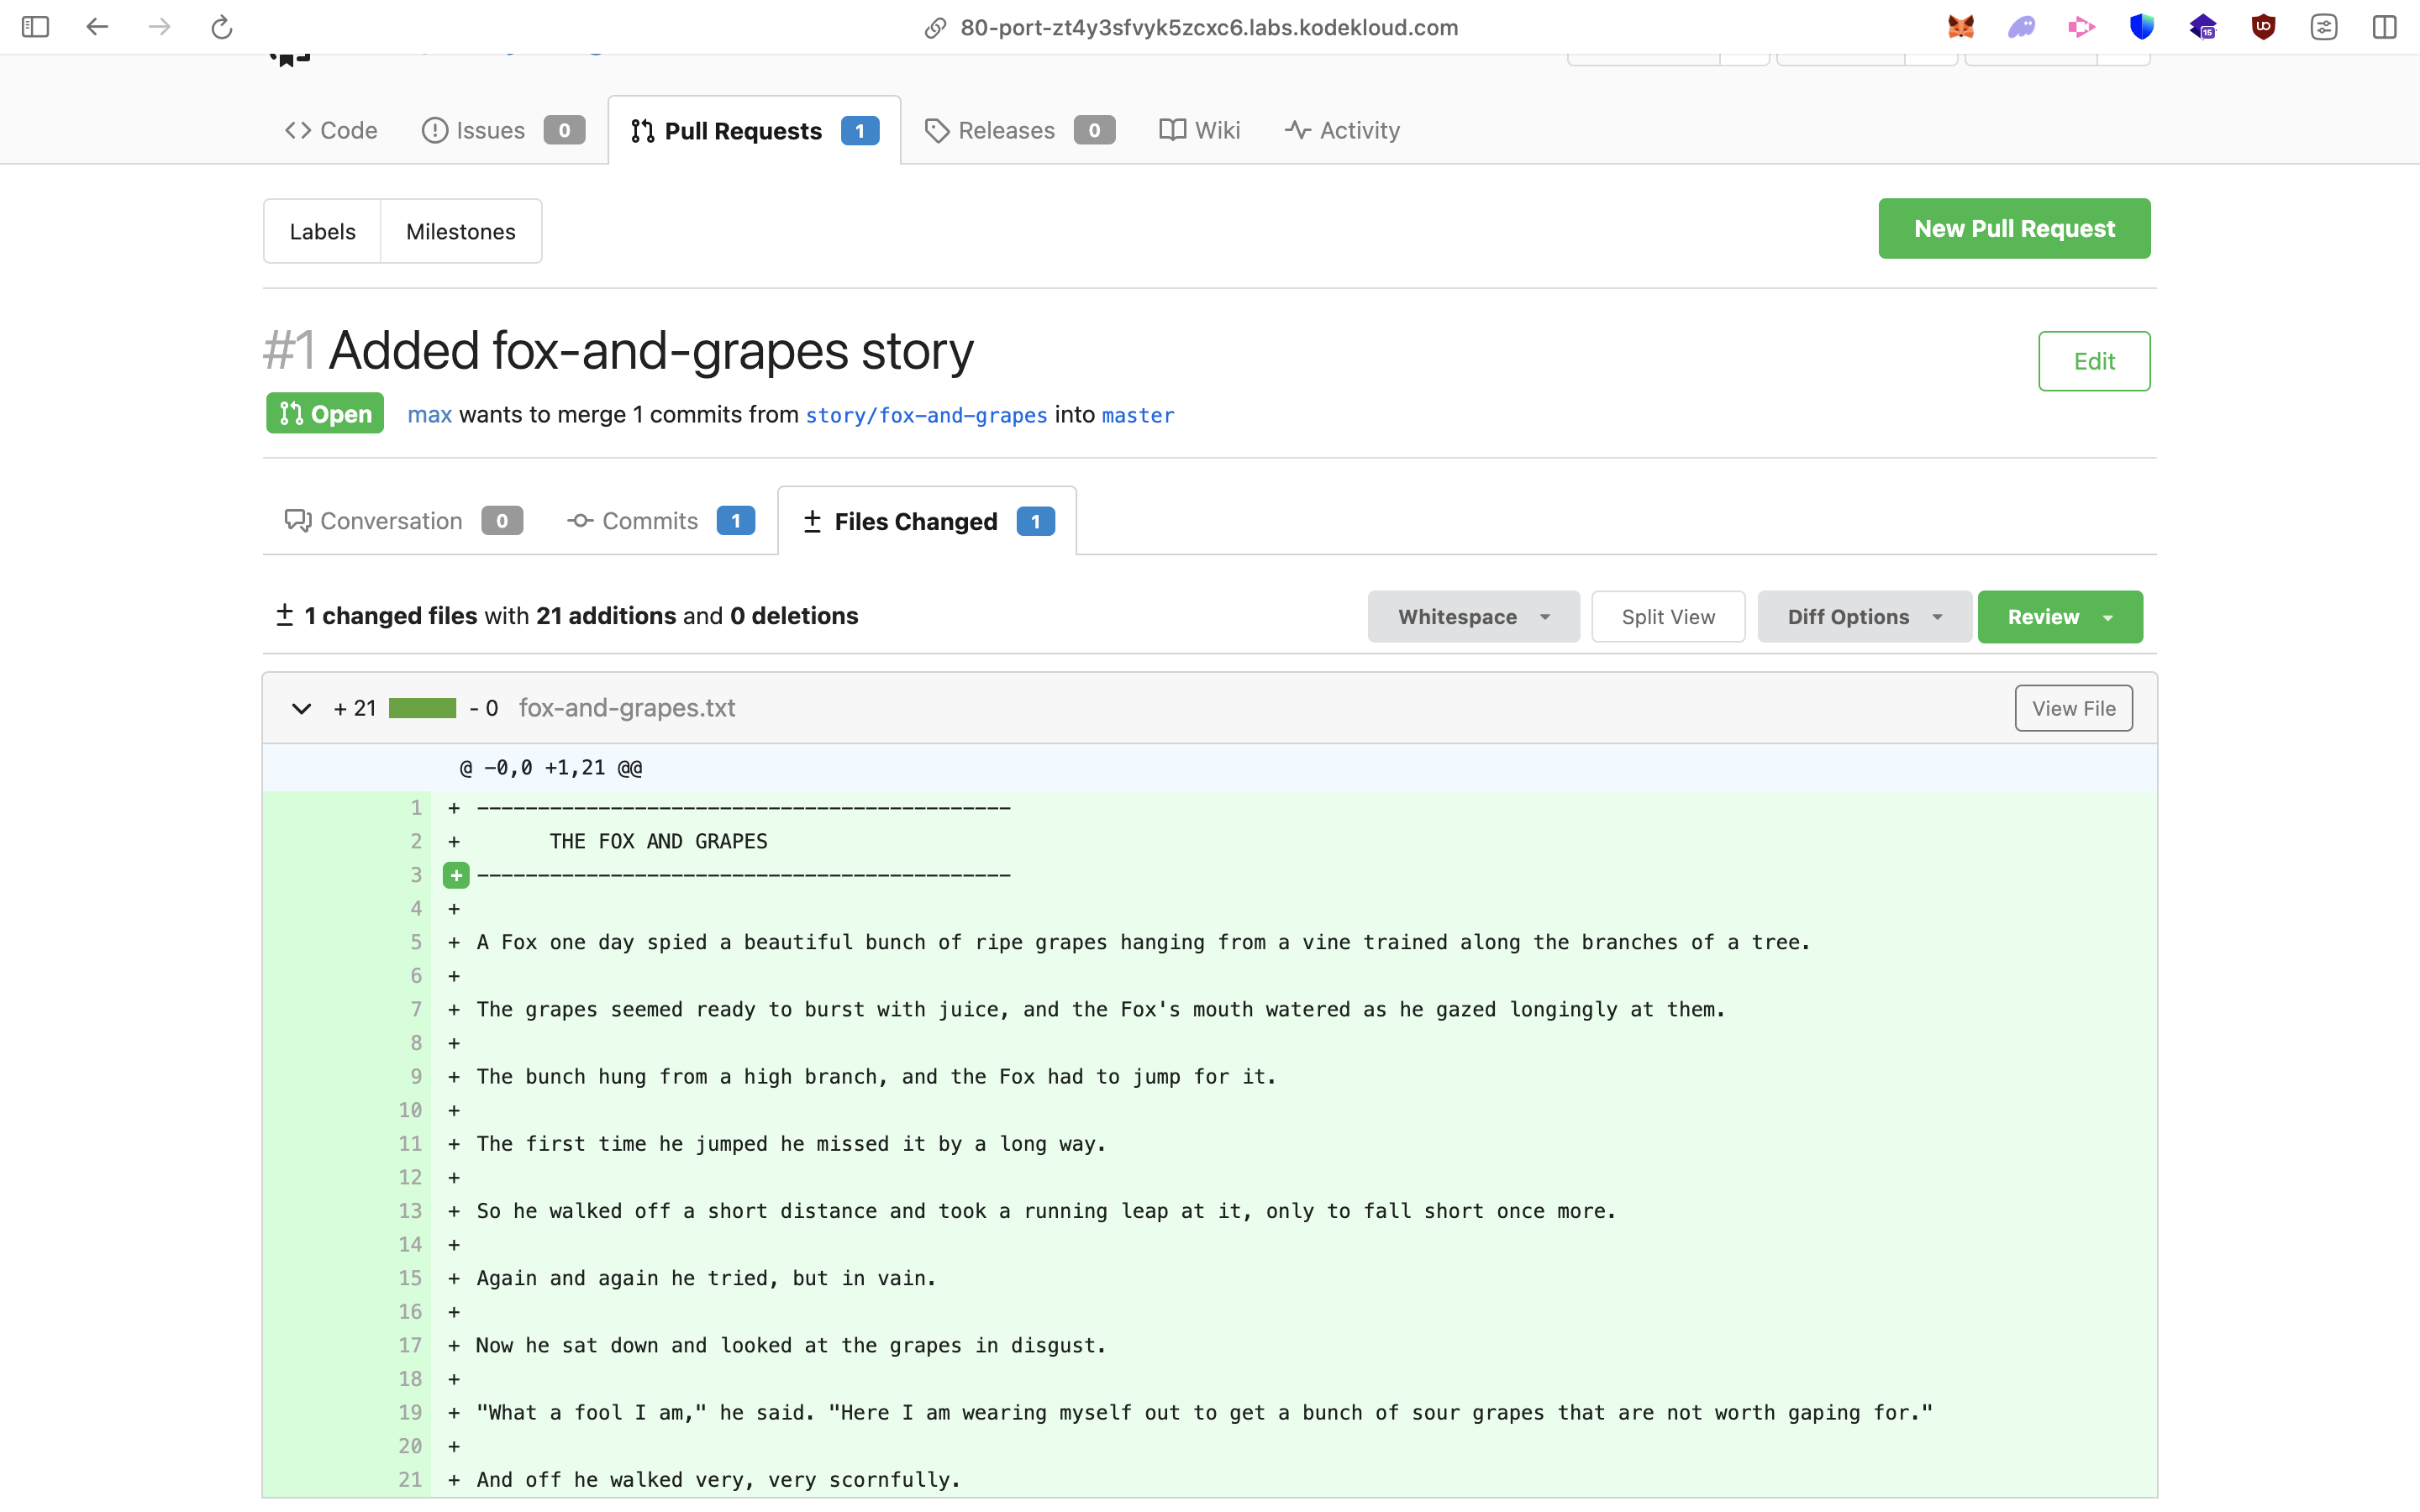 80-port-zt4y3sfvyk5zcxc6.labs.kodekloud.com
15
Code Issues 0 Pull Requests 1 Releases 0 Wiki Activity
Labels Milestones New Pull Request
#1 Added fox-and-grapes story Edit
Open max wants to merge 1 commits from story/fox-and-grapes into master
Conversation 0 Commits 1 Files Changed 1
1 changed files with 21 additions and 0 deletions Whitespace Split View Diff Options Review
+ 21 - 0 fox-and-grapes.txt View File
@ -0,0 +1,21 @@
1 + --------------------------------------------
2 + THE FOX AND GRAPES
3 + --------------------------------------------
4 +
5 + A Fox one day spied a beautiful bunch of ripe grapes hanging from a vine trained along the branches of a tree.
6 +
7 + The grapes seemed ready to burst with juice, and the Fox's mouth watered as he gazed longingly at them.
8 +
9 + The bunch hung from a high branch, and the Fox had to jump for it.
10 +
11 + The first time he jumped he missed it by a long way.
12 +
13 + So he walked off a short distance and took a running leap at it, only to fall short once more.
14 +
15 + Again and again he tried, but in vain.
16 +
17 + Now he sat down and looked at the grapes in disgust.
18 +
19 + "What a fool I am," he said. "Here I am wearing myself out to get a bunch of sour grapes that are not worth gaping for."
20 +
21 + And off he walked very, very scornfully.